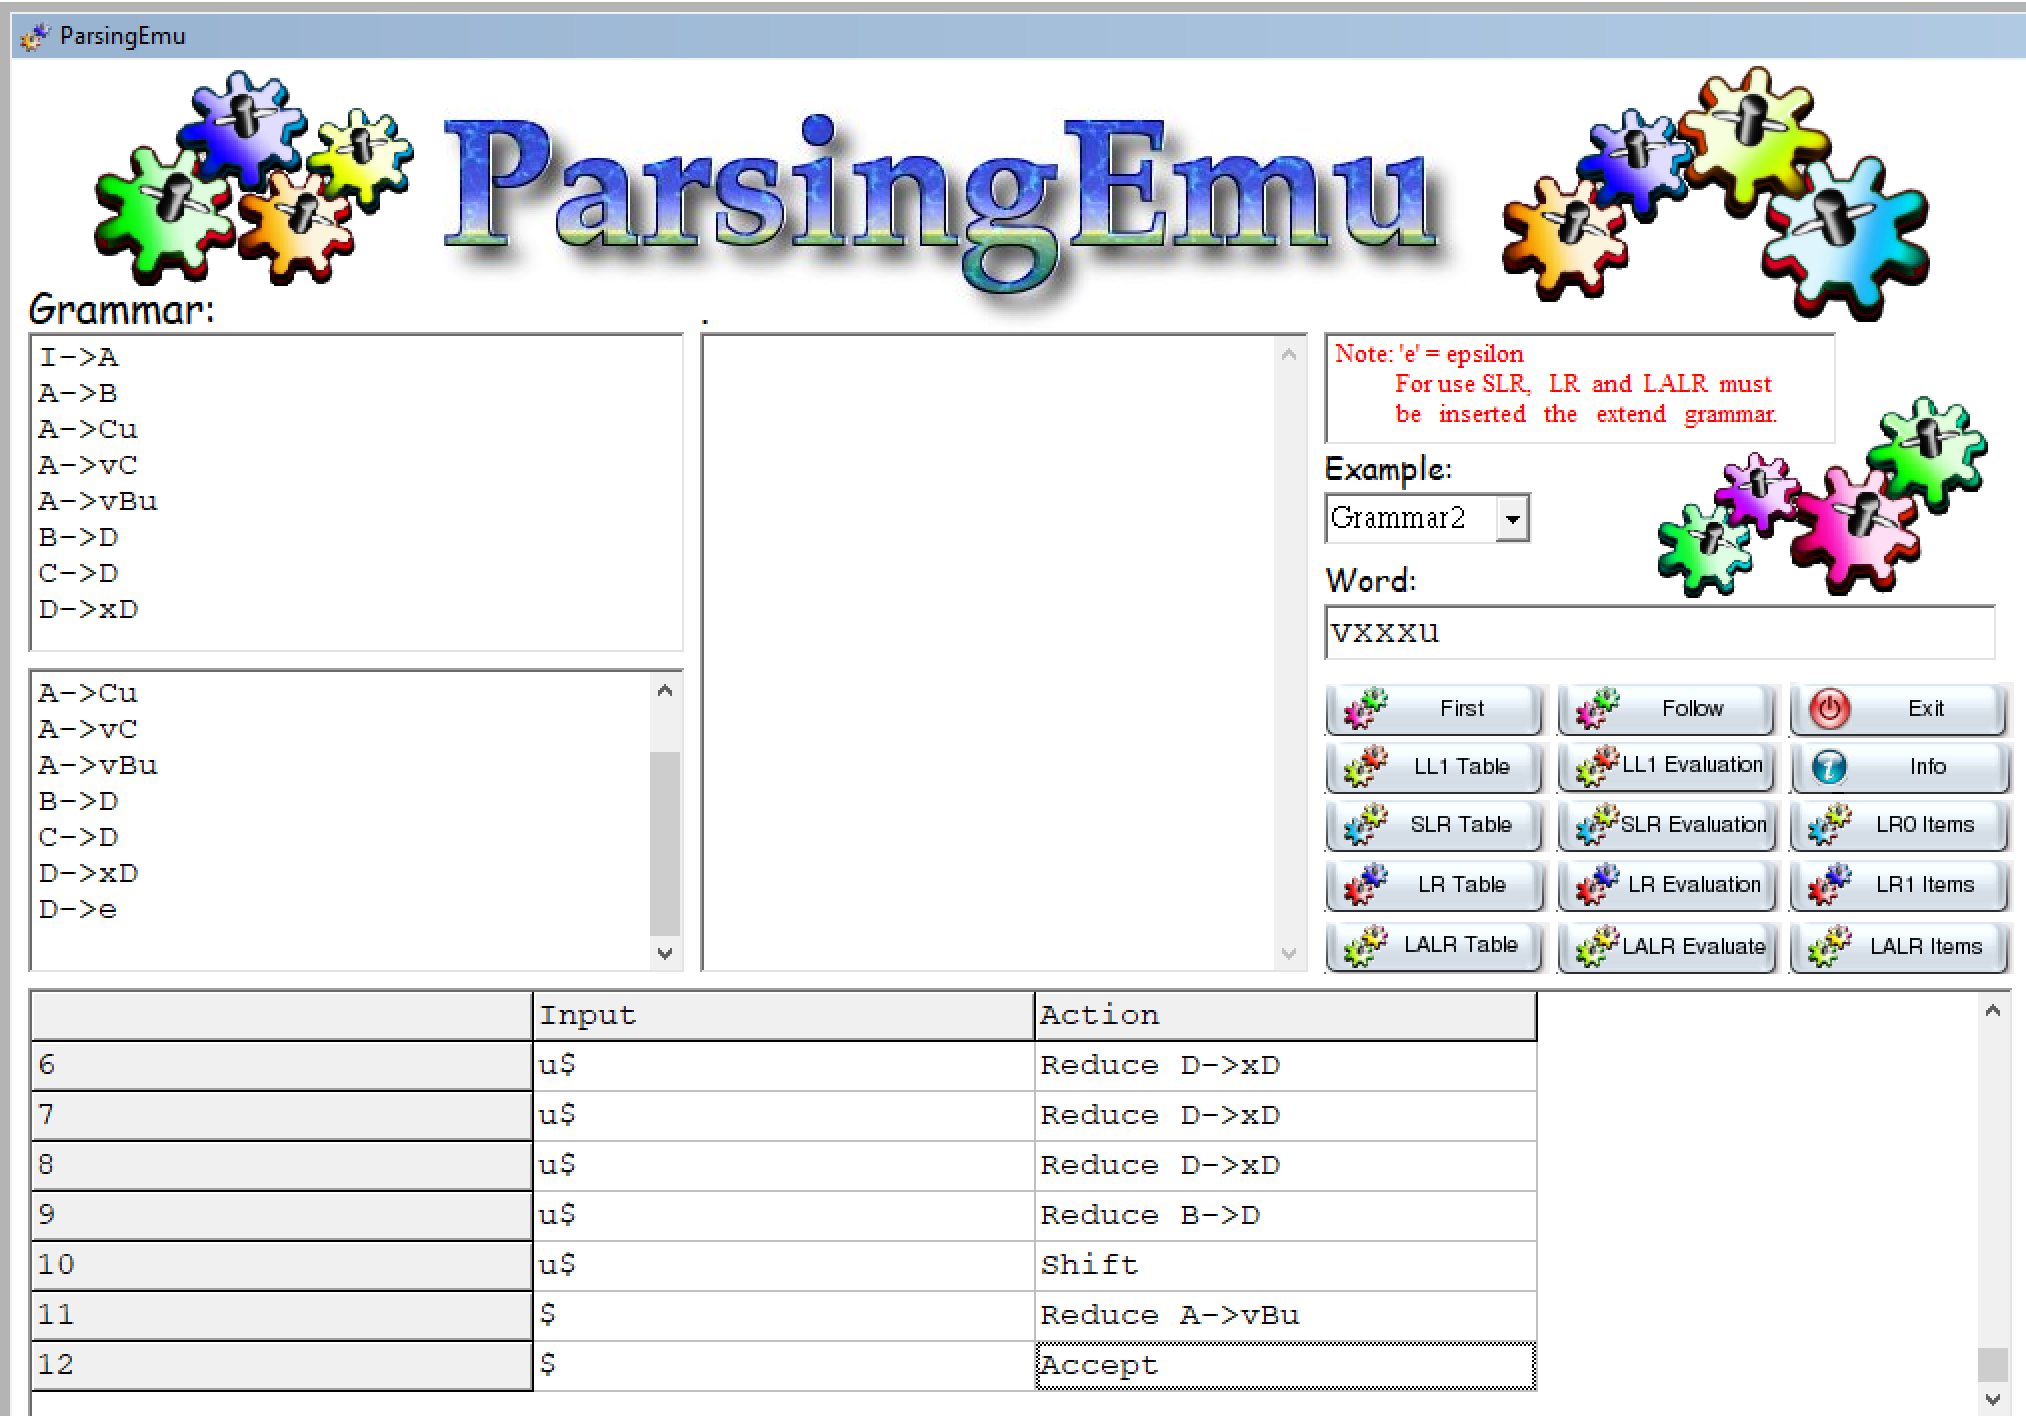 ParsingEmu
ParsingEmu
Grammar:
.
I->A
A->B
A->Cu
A->vC
A->vBu
B->D
C->D
D->xD
Note: 'e' = epsilon
For use SLR, LR and LALR must
be inserted the extend grammar.
Example:
Grammar2
Word:
vxxxu
A->Cu
A->vC
A->vBu
B->D
C->D
D->xD
D->e
First Follow Exit
LL1 Table LL1 Evaluation Info
SLR Table SLR Evaluation LR0 Items
LR Table LR Evaluation LR1 Items
LALR Table LALR Evaluate LALR Items
Input Action
6 u$ Reduce D->xD
7 u$ Reduce D->xD
8 u$ Reduce D->xD
9 u$ Reduce B->D
10 u$ Shift
11 $ Reduce A->vBu
12 $ Accept